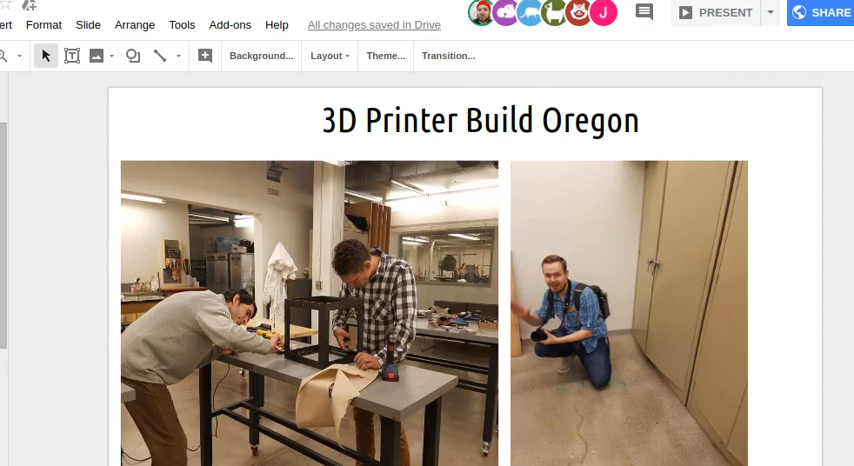 ert Format Slide Arrange Tools Add-ons Help All changes saved in Drive
J
PRESENT
SHARE
Background... Layout Theme... Transition...
3D Printer Build Oregon